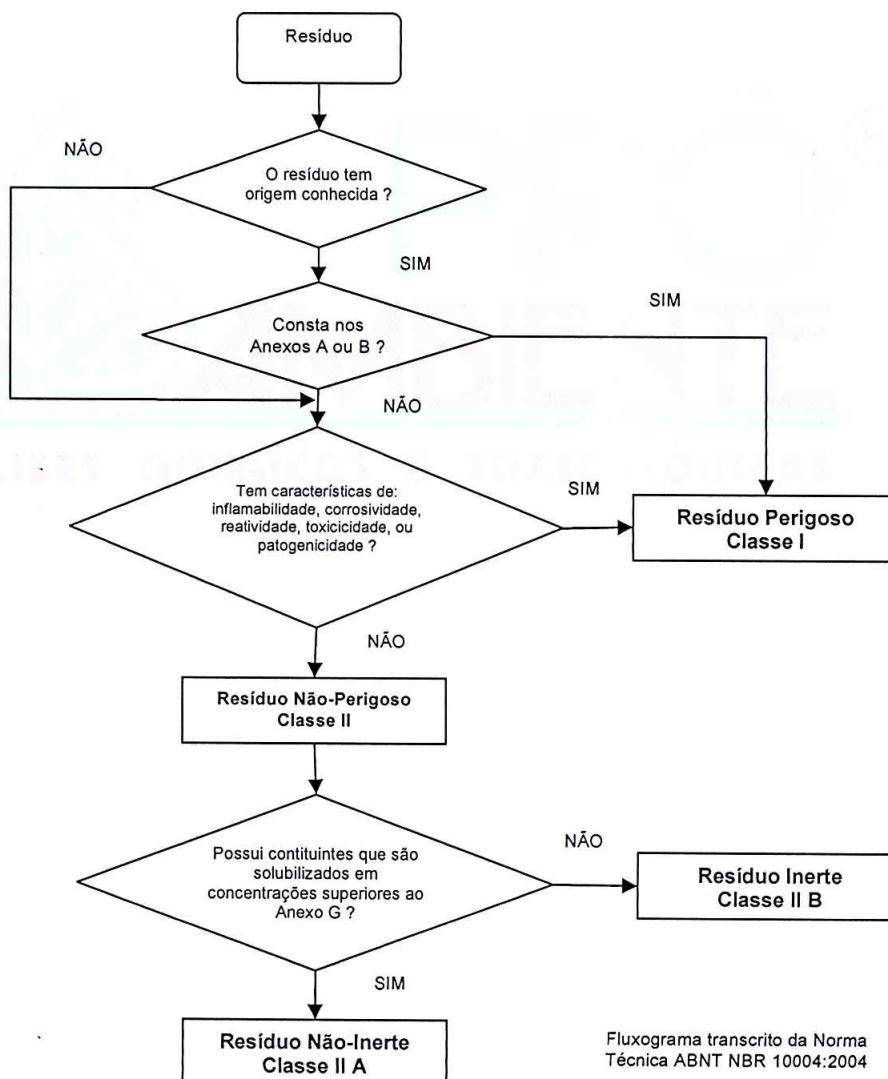 Resíduo
NÃO
O resíduo tem
origem conhecida ?
SIM
SIM
Consta nos
Anexos A ou B ?
NÃO
Tem características de:
inflamabilidade, corrosividade,
reatividade, toxicicidade, ou
patogenicidade ?
SIM
Resíduo Perigoso
Classe I
NÃO
Resíduo Não-Perigoso
Classe II
Possui contituintes que são
solubilizados em
concentrações superiores ao
Anexo G ?
NÃO
Resíduo Inerte
Classe II B
SIM
Resíduo Não-Inerte
Classe II A
Fluxograma transcrito da Norma
Técnica ABNT NBR 10004:2004
AMBIENTE